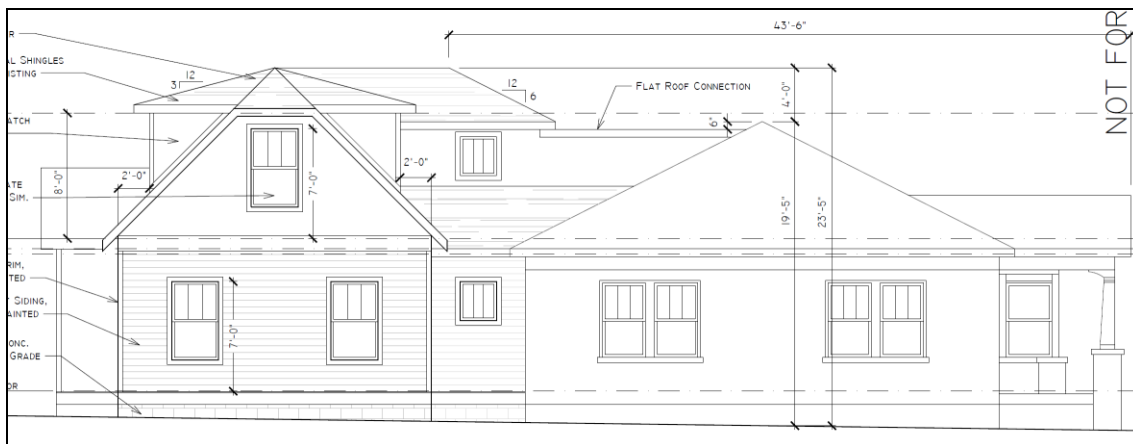 43'-6"
NOT FOR
R
AL SHINGLES
ISTING
12
3
12
6
FLAT ROOF CONNECTION
4'-0"
6"
ATCH
2'-0"
2'-0"
8'-0"
7'-0"
ATE
SIM.
19'-5"
23'-5"
RIM,
TED
SIDING,
AINTED
7'-0"
ONC.
GRADE
OR